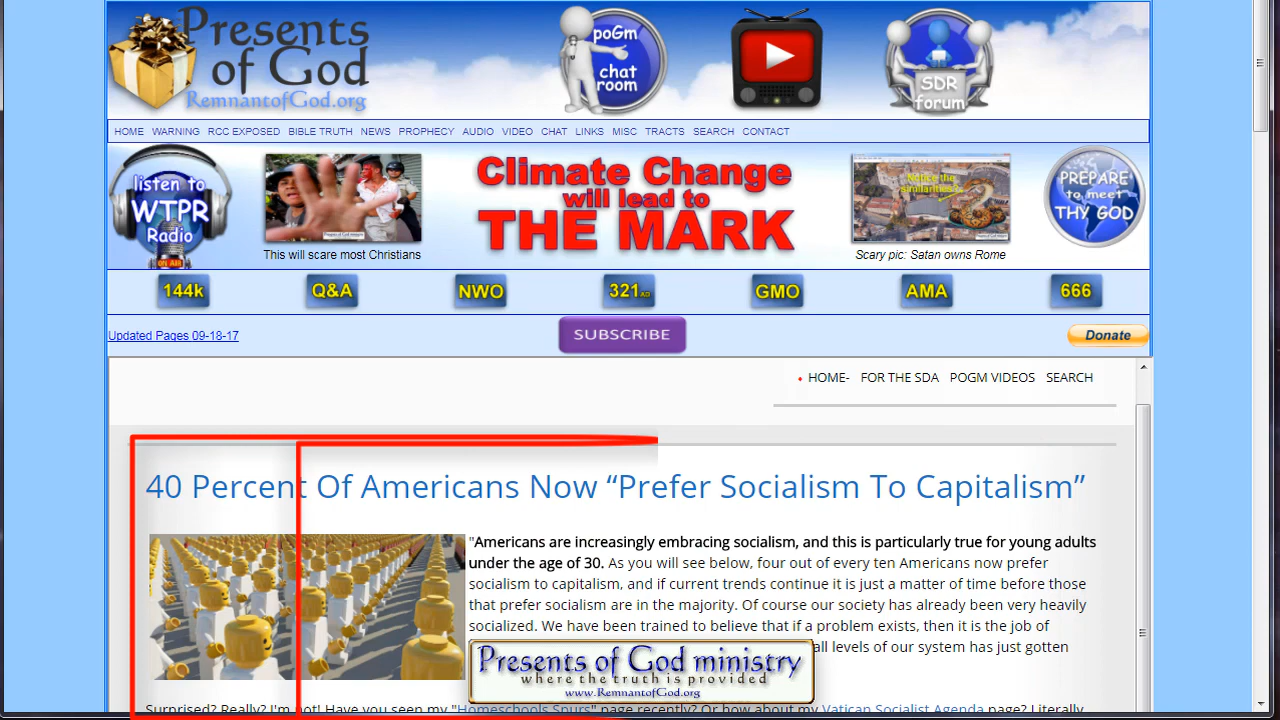 Presents
of God
RemnantofGod.org
poGm
chat
room
SDR
forum
HOME WARNING RCC EXPOSED BIBLE TRUTH NEWS PROPHECY AUDIO VIDEO CHAT LINKS MISC TRACTS SEARCH CONTACT
listen to
WTPR
Radio
on AIR
This will scare most Christians
Climate Change
will lead to
THE MARK
Notice the
similarities?
Scary pic: Satan owns Rome
PREPARE
to meet
THY GOD
144k Q&A NWO 321 AD GMO AMA 666
Updated Pages 09-18-17
SUBSCRIBE
Donate
HOME- FOR THE SDA POGM VIDEOS SEARCH
40 Percent Of Americans Now “Prefer Socialism To Capitalism”
"Americans are increasingly embracing socialism, and this is particularly true for young adults
under the age of 30. As you will see below, four out of every ten Americans now prefer
socialism to capitalism, and if current trends continue it is just a matter of time before those
that prefer socialism are in the majority. Of course our society has already been very heavily
socialized. We have been trained to believe that if a problem exists, then it is the job of
all levels of our system has just gotten
Presents of God ministry
where the truth is provided
www.RemnantofGod.org
Surprised? Really? I'm not! Have you seen my "Homeschools Spurs" page recently? Or how about my Vatican Socialist Agenda page? Literally